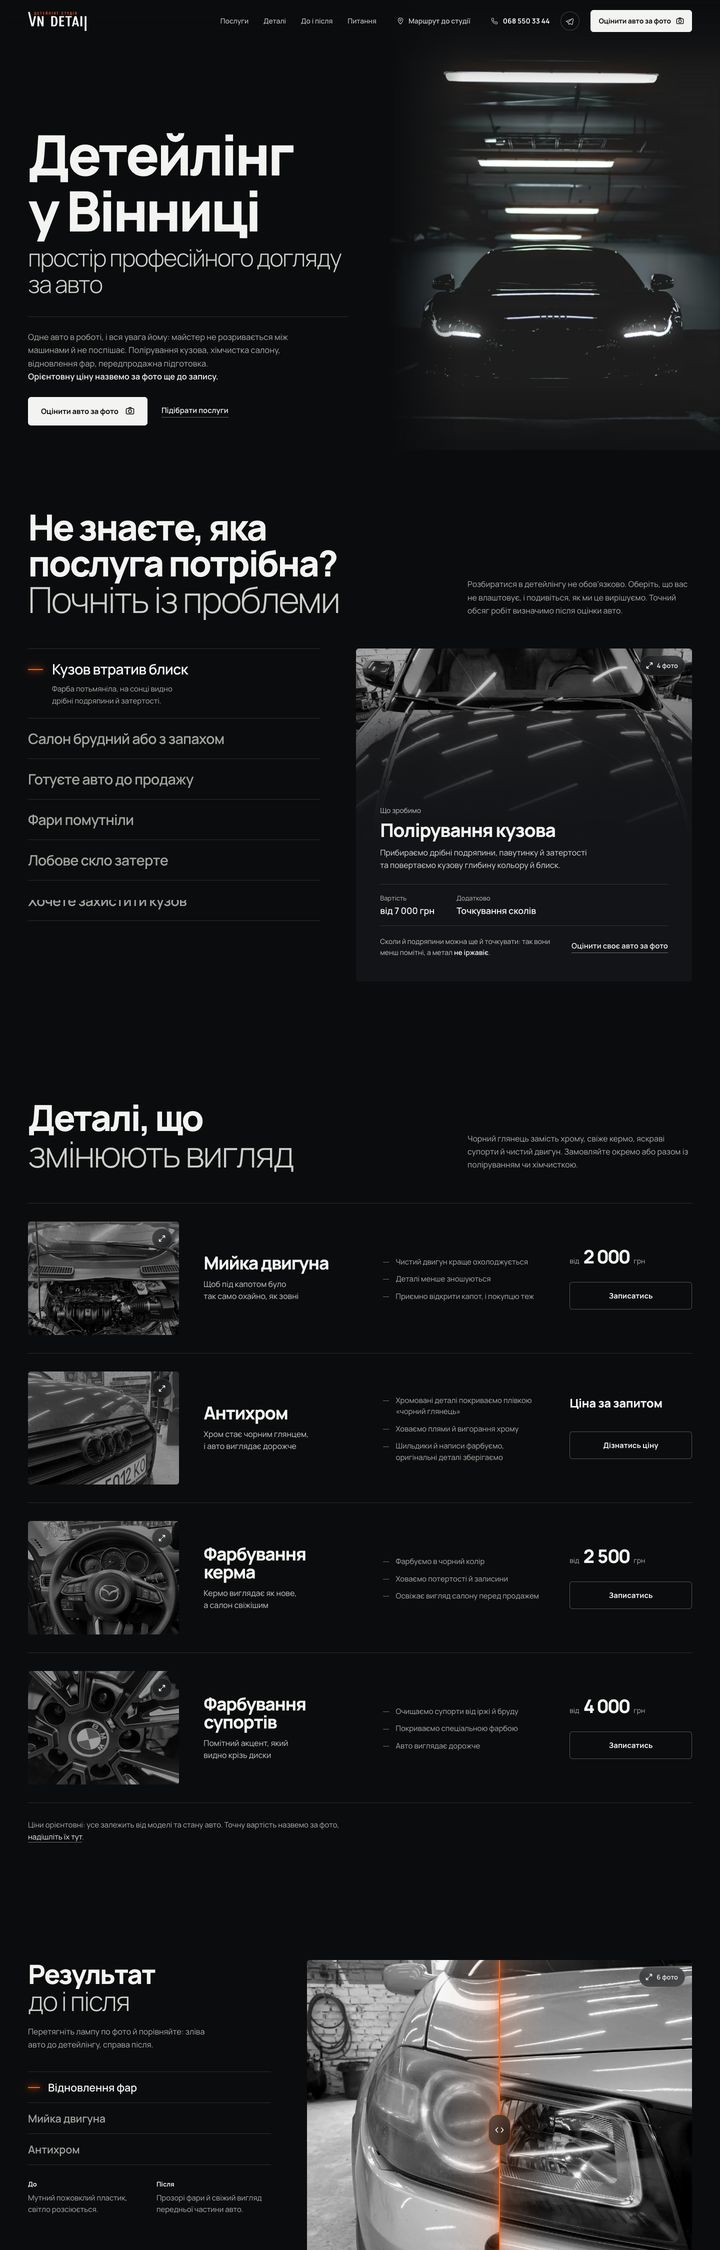 ДЕТЕЙЛІНГ СТУДІЯ
VN DETAIL
Послуги
Деталі
До і після
Питання
Маршрут до студії
068 550 33 44
Оцінити авто за фото
Детейлінг
у Вінниці
простір професійного догляду
за авто
Одне авто в роботі, і вся увага йому: майстер не розривається між
машинами й не поспішає. Полірування кузова, хімчистка салону,
відновлення фар, передпродажна підготовка.
Орієнтовну ціну назвемо за фото ще до запису.
Оцінити авто за фото
Підібрати послуги
Не знаєте, яка
послуга потрібна?
Почніть із проблеми
Розбиратися в детейлінгу не обов'язково. Оберіть, що вас
не влаштовує, і подивіться, як ми це вирішуємо. Точний
обсяг робіт визначимо після оцінки авто.
Кузов втратив блиск
Фарба потьмяніла, на сонці видно
дрібні подряпини й затертості.
Салон брудний або з запахом
Готуєте авто до продажу
Фари помутніли
Лобове скло затерте
Хочете захистити кузов
4 фото
Що зробимо
Полірування кузова
Прибираємо дрібні подряпини, павутинку й затертості
та повертаємо кузову глибину кольору й блиск.
Вартість
від 7 000 грн
Додатково
Точкування сколів
Сколи й подряпини можна ще й точкувати: так вони
менш помітні, а метал не іржавіє.
Оцінити своє авто за фото
Деталі, що
змінюють вигляд
Чорний глянець замість хрому, свіже кермо, яскраві
супорти й чистий двигун. Замовляйте окремо або разом із
поліруванням чи хімчисткою.
Мийка двигуна
Щоб під капотом було
так само охайно, як зовні
Чистий двигун краще охолоджується
Деталі менше зношуються
Приємно відкрити капот, і покупцю теж
від 2 000 грн
Записатись
Антихром
Хром стає чорним глянцем,
і авто виглядає дорожче
Хромовані деталі покриваємо плівкою
«чорний глянець»
Ховаємо плями й вигорання хрому
Шильдики й написи фарбуємо,
оригінальні деталі зберігаємо
Ціна за запитом
Дізнатись ціну
Фарбування
керма
Кермо виглядає як нове,
а салон свіжішим
Фарбуємо в чорний колір
Ховаємо потертості й залисини
Освіжає вигляд салону перед продажем
від 2 500 грн
Записатись
Фарбування
супортів
Помітний акцент, який
видно крізь диски
Очищаємо супорти від іржі й бруду
Покриваємо спеціальною фарбою
Авто виглядає дорожче
від 4 000 грн
Записатись
Ціни орієнтовні: усе залежить від моделі та стану авто. Точну вартість назвемо за фото,
надішліть їх тут.
Результат
до і після
Перетягніть лампу по фото й порівняйте: зліва
авто до детейлінгу, справа після.
Відновлення фар
Мийка двигуна
Антихром
До
Мутний пожовклий пластик,
світло розсіюється.
Після
Прозорі фари й свіжий вигляд
передньої частини авто.
6 фото